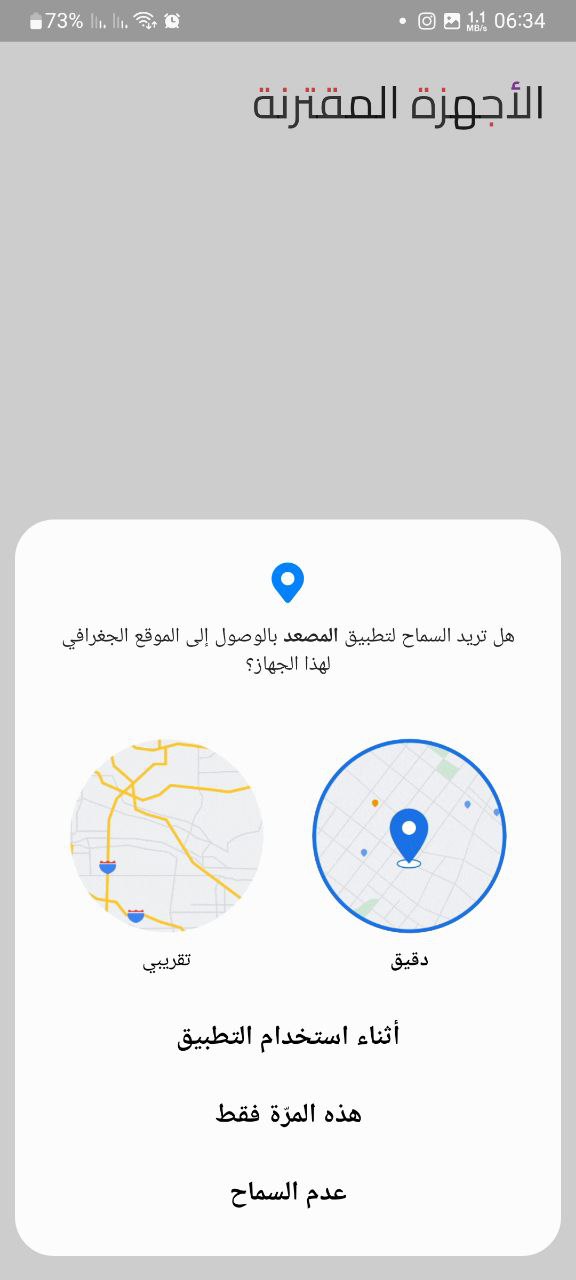 73% 1.1 MB/s 06:34
الأجهزة المقترنة
هل تريد السماح لتطبيق المصعد بالوصول إلى الموقع الجغرافي
لهذا الجهاز؟
دقيق تقريبي
أثناء استخدام التطبيق
هذه المرّة فقط
عدم السماح